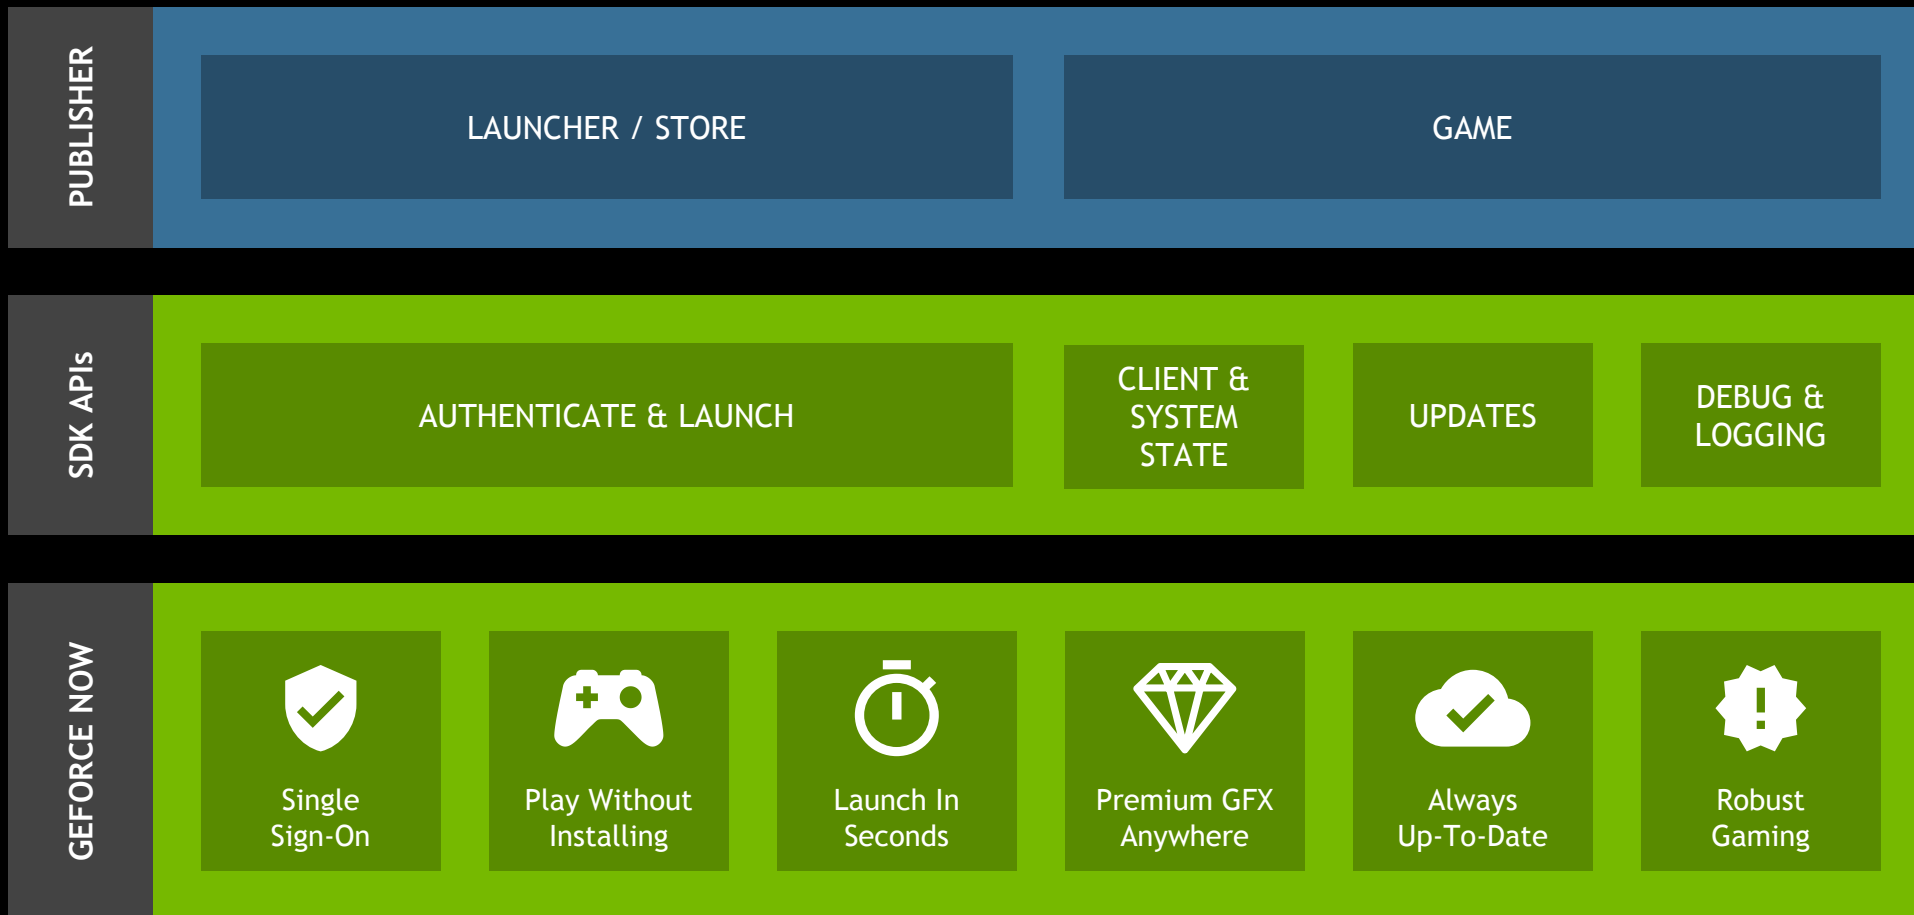 PUBLISHER
LAUNCHER / STORE
GAME
SDK APIs
AUTHENTICATE & LAUNCH
CLIENT &
SYSTEM
STATE
UPDATES
DEBUG &
LOGGING
GEFORCE NOW
Single
Sign-On
Play Without
Installing
Launch In
Seconds
Premium GFX
Anywhere
Always
Up-To-Date
Robust
Gaming